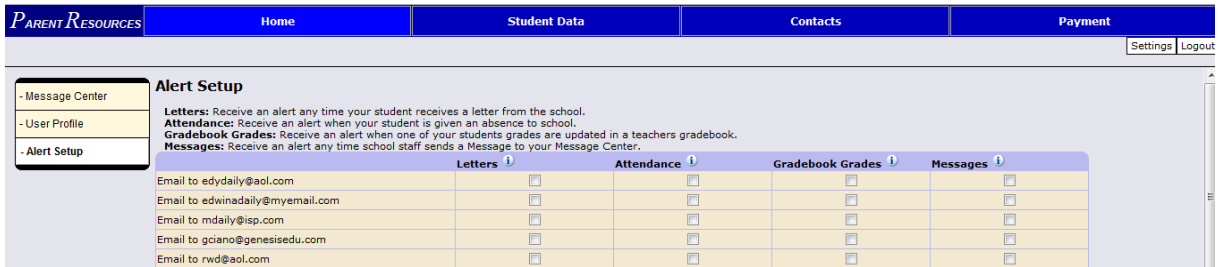 PARENT RESOURCES Home Student Data Contacts Payment
Settings Logout
- Message Center
- User Profile
- Alert Setup
Alert Setup
Letters: Receive an alert any time your student receives a letter from the school.
Attendance: Receive an alert when your student is given an absence to school.
Gradebook Grades: Receive an alert when one of your students grades are updated in a teachers gradebook.
Messages: Receive an alert any time school staff sends a Message to your Message Center.
Letters i Attendance i Gradebook Grades i Messages i
Email to edydaily@aol.com
Email to edwinadaily@myemail.com
Email to mdaily@isp.com
Email to gciano@genesisedu.com
Email to rwd@aol.com